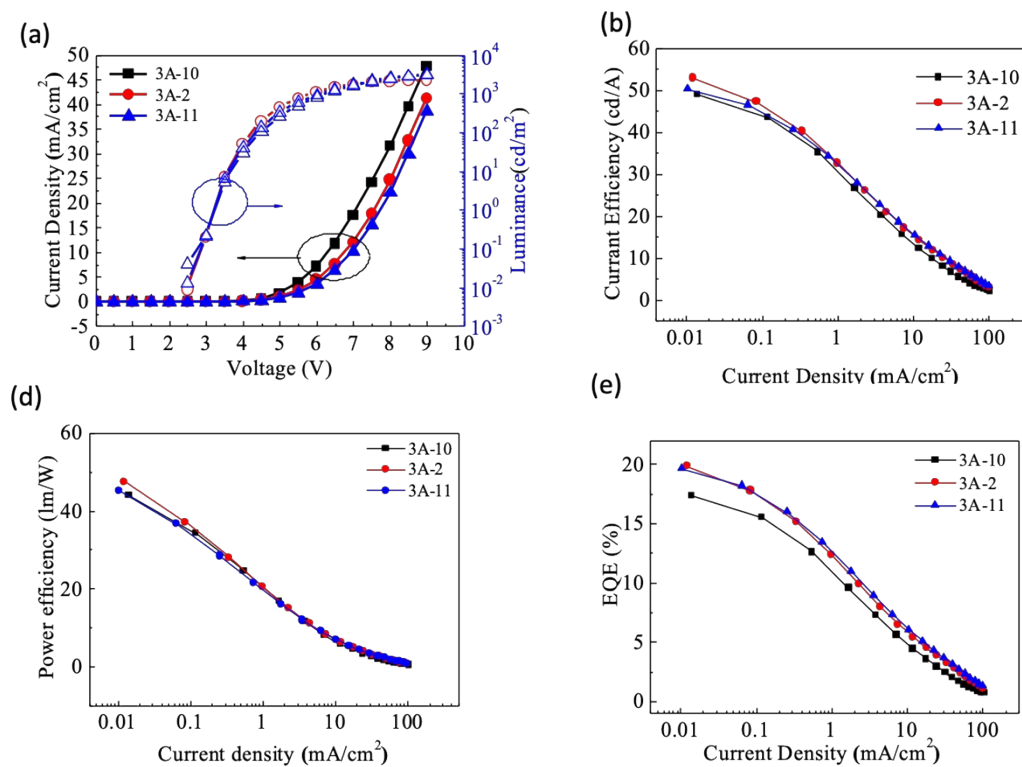 (a)
Current Density (mA/cm²)
50
45
40
35
30
25
20
15
10
5
0
-5
3A-10
3A-2
3A-11
10⁴
10³
10²
10¹
10⁰
10⁻¹
10⁻²
10⁻³
Luminance(cd/m²)
0 1 2 3 4 5 6 7 8 9 10
Voltage (V)
(b)
Currant Efficiency (cd/A)
60
50
40
30
20
10
0
3A-10
3A-2
3A-11
0.01 0.1 1 10 100
Current Density (mA/cm²)
(d)
Power efficiency (lm/W)
60
40
20
0
3A-10
3A-2
3A-11
0.01 0.1 1 10 100
Current density (mA/cm²)
(e)
EQE (%)
20
15
10
5
0
3A-10
3A-2
3A-11
0.01 0.1 1 10 100
Current Density (mA/cm²)